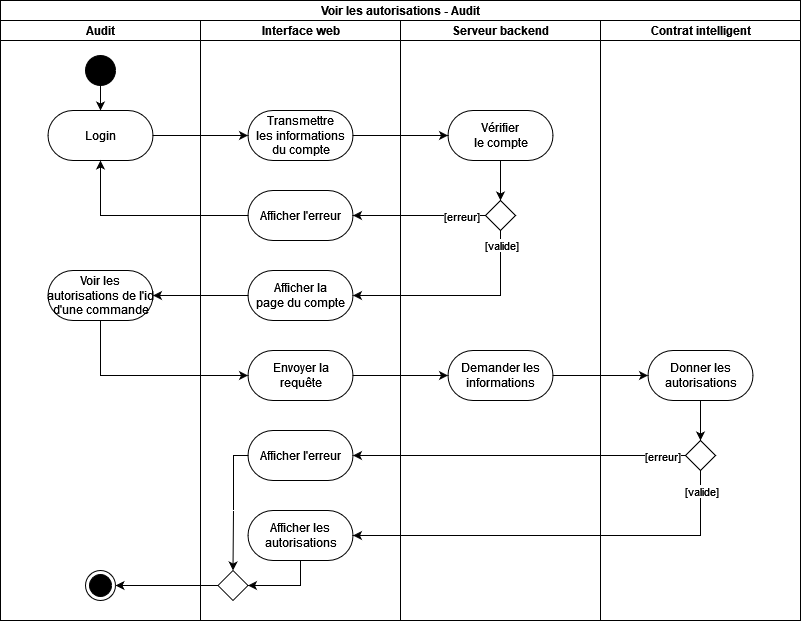 Voir les autorisations - Audit
Audit
Interface web
Serveur backend
Contrat intelligent
Login
Transmettre
les informations
du compte
Vérifier
le compte
Afficher l'erreur
[erreur]
[valide]
Voir les
autorisations de l'id
d'une commande
Afficher la
page du compte
Envoyer la
requête
Demander les
informations
Donner les
autorisations
Afficher l'erreur
[erreur]
[valide]
Afficher les
autorisations